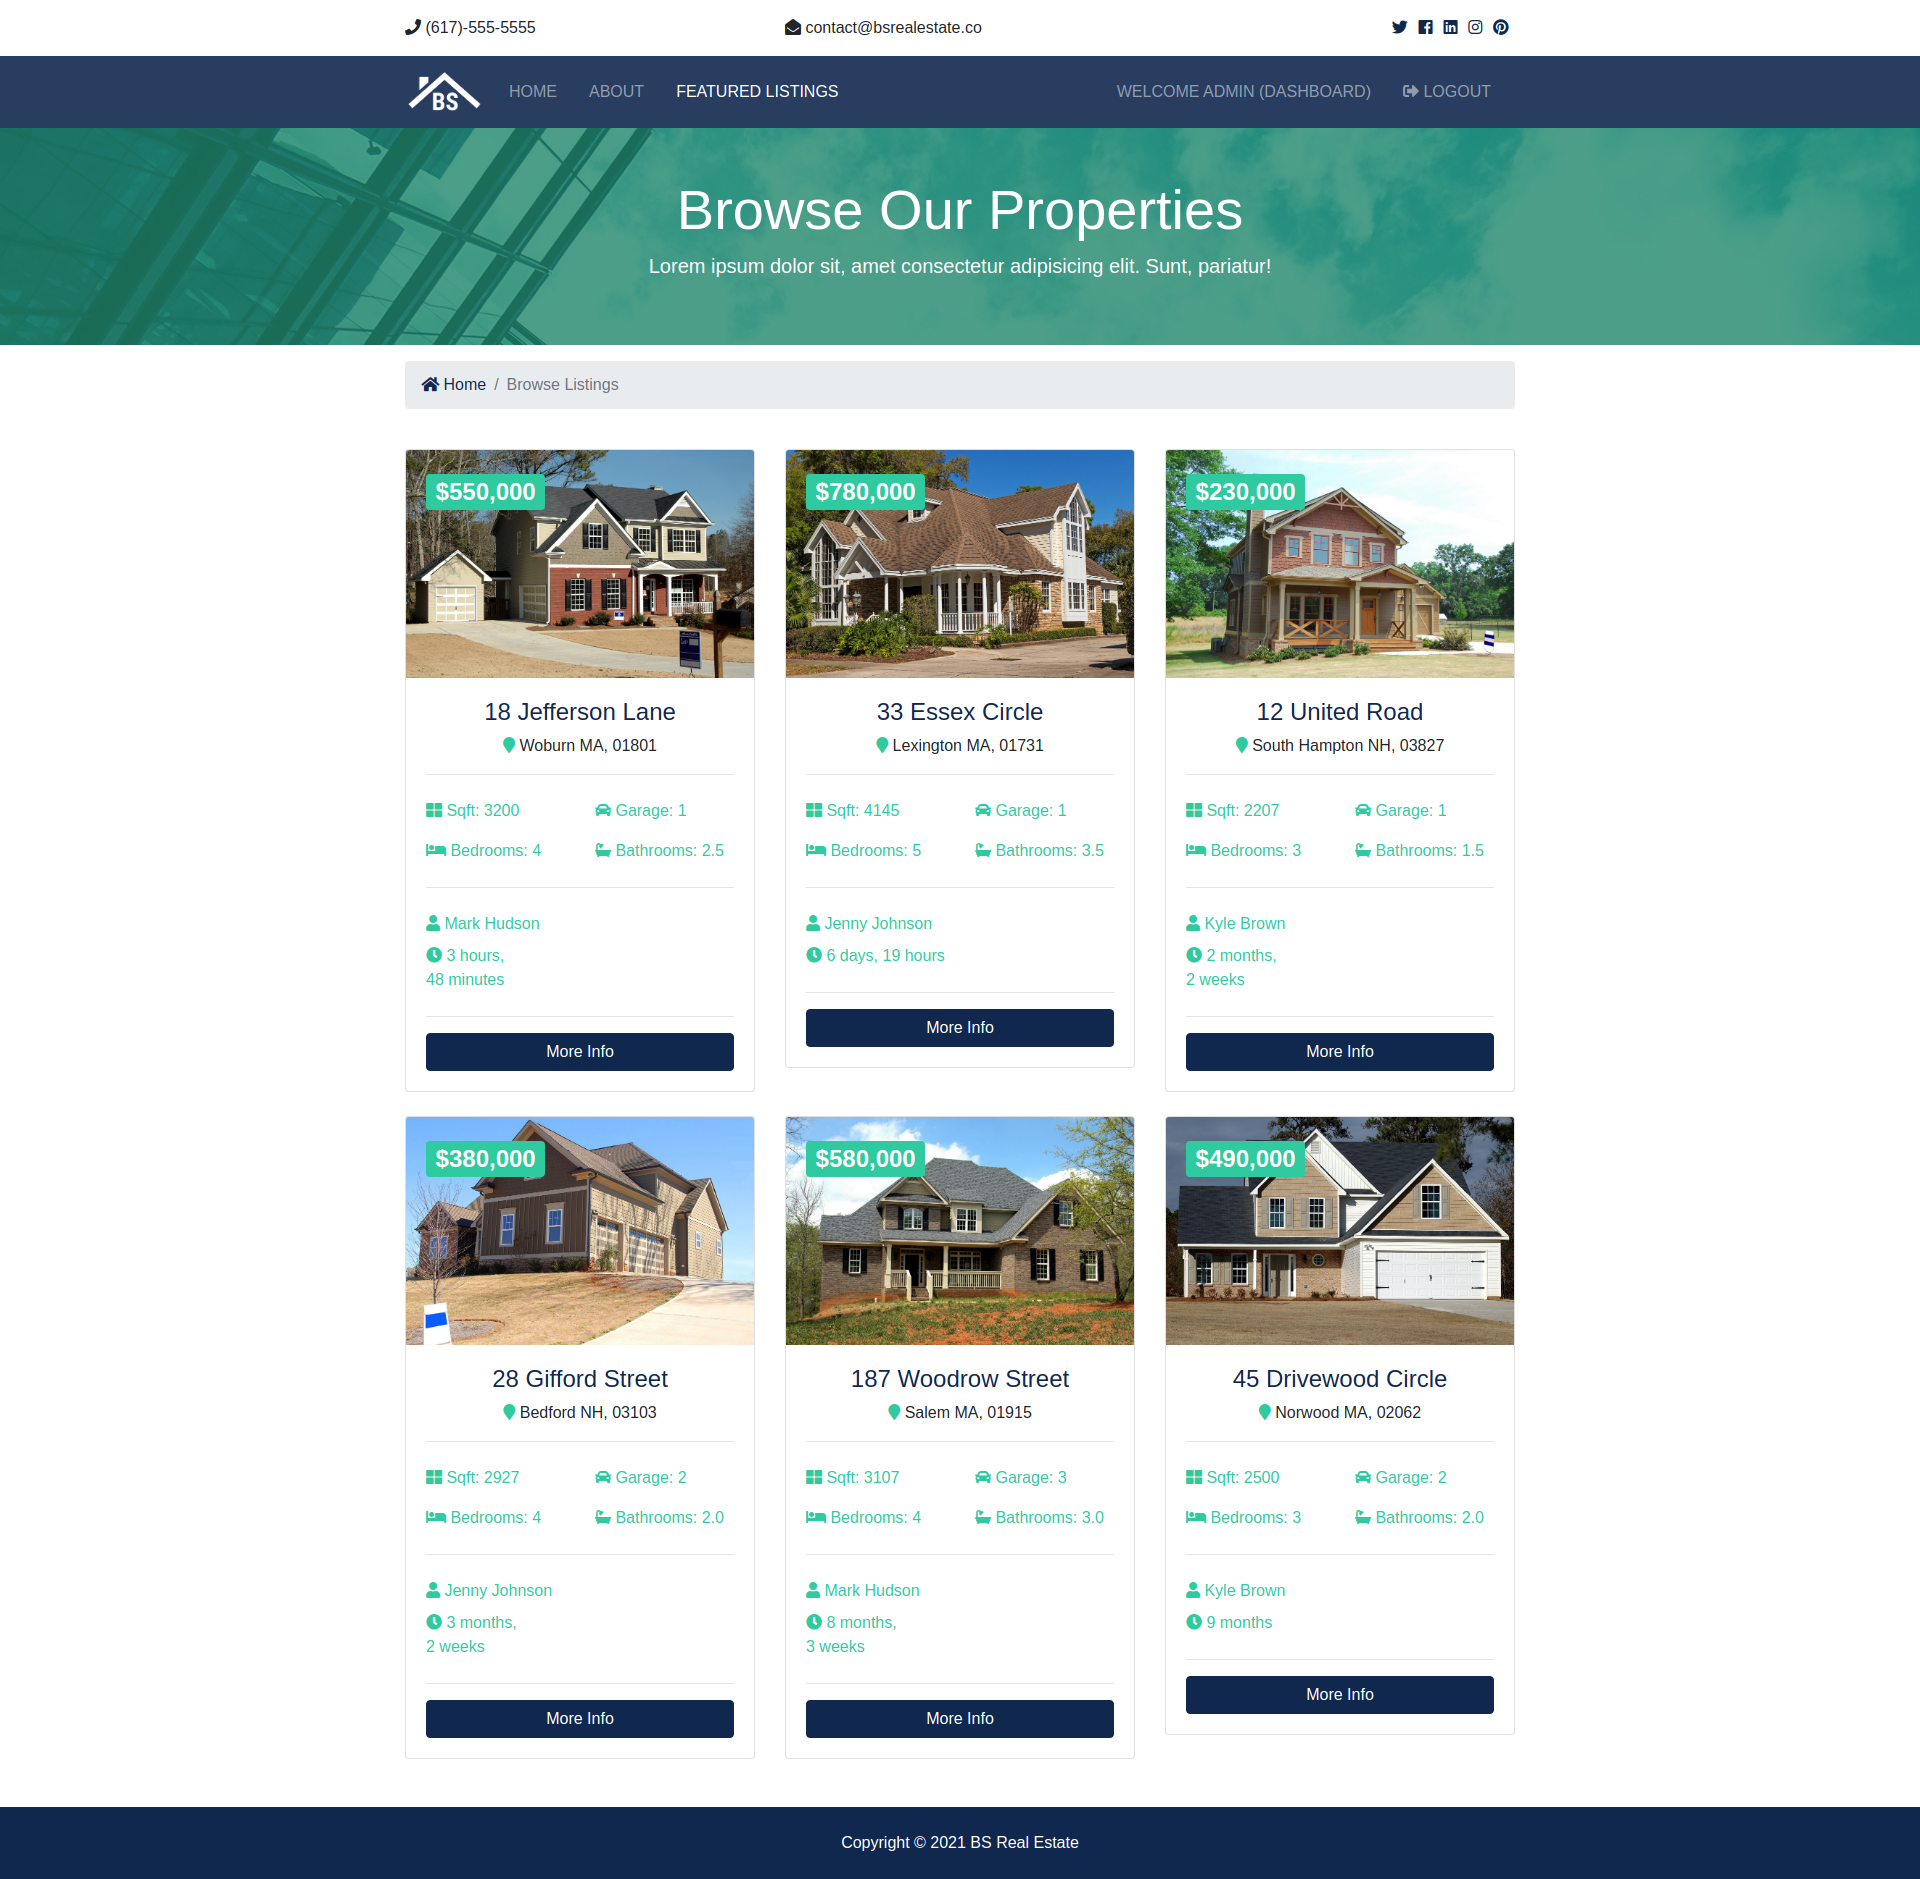 (617)-555-5555
contact@bsrealestate.co
BS
HOME
ABOUT
FEATURED LISTINGS
WELCOME ADMIN (DASHBOARD)
LOGOUT
Browse Our Properties
Lorem ipsum dolor sit, amet consectetur adipisicing elit. Sunt, pariatur!
Home / Browse Listings
$550,000
18 Jefferson Lane
Woburn MA, 01801
Sqft: 3200
Garage: 1
Bedrooms: 4
Bathrooms: 2.5
Mark Hudson
3 hours,
48 minutes
More Info
$780,000
33 Essex Circle
Lexington MA, 01731
Sqft: 4145
Garage: 1
Bedrooms: 5
Bathrooms: 3.5
Jenny Johnson
6 days, 19 hours
More Info
$230,000
12 United Road
South Hampton NH, 03827
Sqft: 2207
Garage: 1
Bedrooms: 3
Bathrooms: 1.5
Kyle Brown
2 months,
2 weeks
More Info
$380,000
28 Gifford Street
Bedford NH, 03103
Sqft: 2927
Garage: 2
Bedrooms: 4
Bathrooms: 2.0
Jenny Johnson
3 months,
2 weeks
More Info
$580,000
187 Woodrow Street
Salem MA, 01915
Sqft: 3107
Garage: 3
Bedrooms: 4
Bathrooms: 3.0
Mark Hudson
8 months,
3 weeks
More Info
$490,000
45 Drivewood Circle
Norwood MA, 02062
Sqft: 2500
Garage: 2
Bedrooms: 3
Bathrooms: 2.0
Kyle Brown
9 months
More Info
Copyright © 2021 BS Real Estate